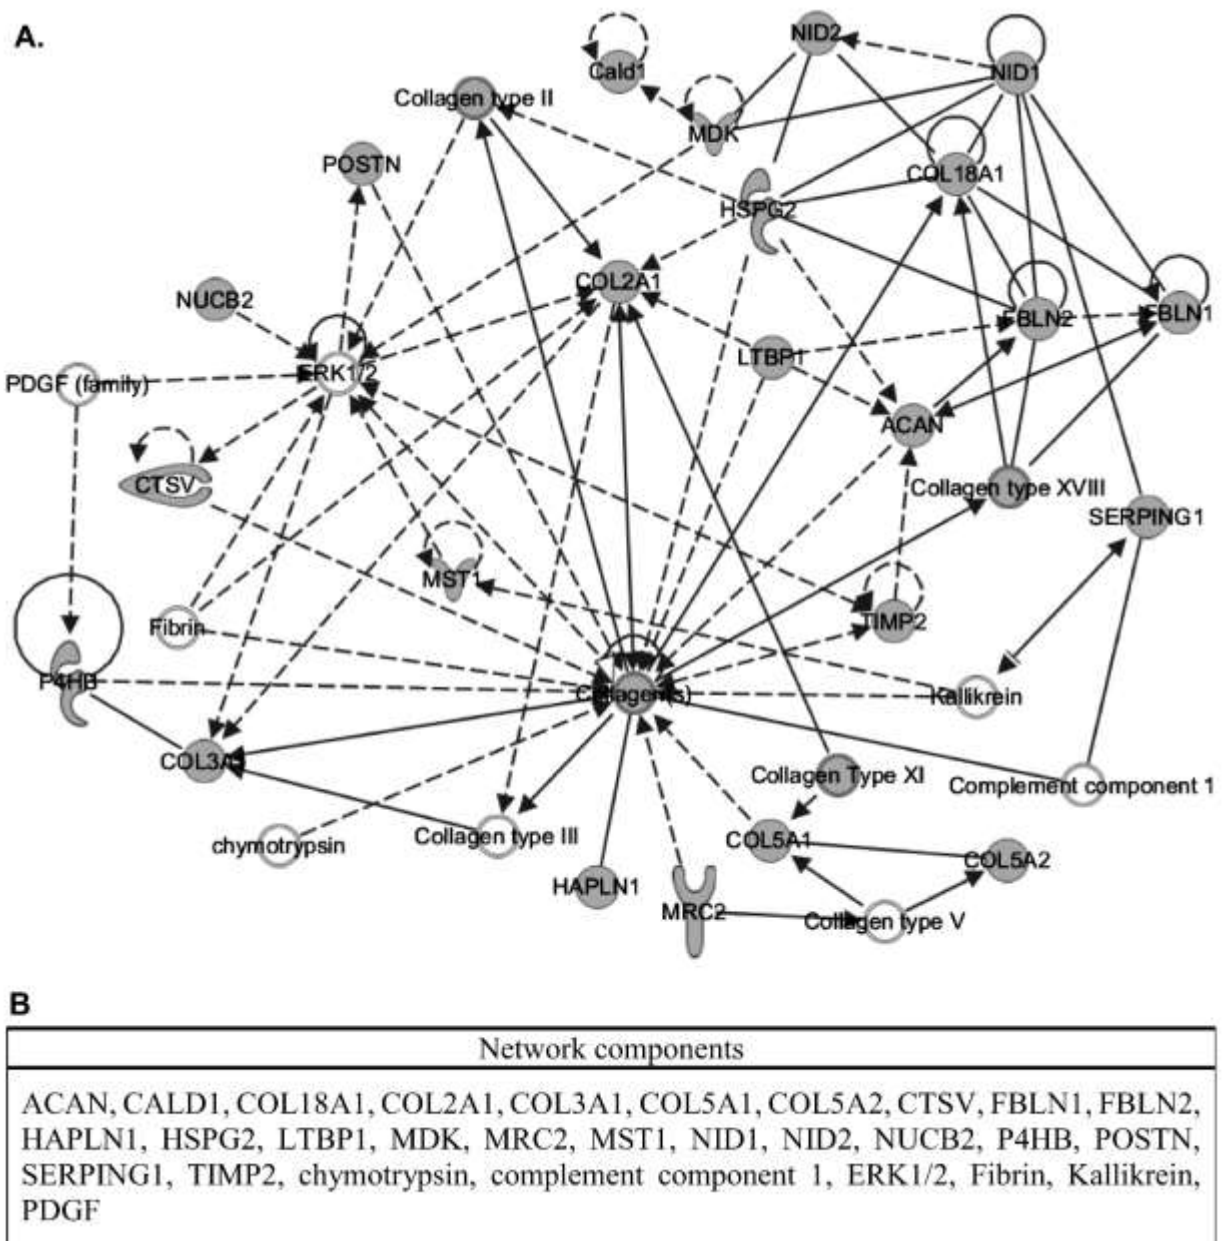 A.
NID2
Cald1
NID1
Collagen type II
MDK
POSTN
COL18A1
HSPG2
COL2A1
NUCB2
FBLN2
FBLN1
LTBP1
ERK1/2
PDGF (family)
ACAN
CTSV
Collagen type XVIII
SERPING1
MST1
Fibrin
TIMP2
P4HB
Collagen(s)
Kallikrein
COL3A1
Collagen Type XI
Complement component 1
chymotrypsin
Collagen type III
COL5A1
COL5A2
HAPLN1
MRC2
Collagen type V
B
Network components
ACAN, CALD1, COL18A1, COL2A1, COL3A1, COL5A1, COL5A2, CTSV, FBLN1, FBLN2,
HAPLN1, HSPG2, LTBP1, MDK, MRC2, MST1, NID1, NID2, NUCB2, P4HB, POSTN,
SERPING1, TIMP2, chymotrypsin, complement component 1, ERK1/2, Fibrin, Kallikrein,
PDGF